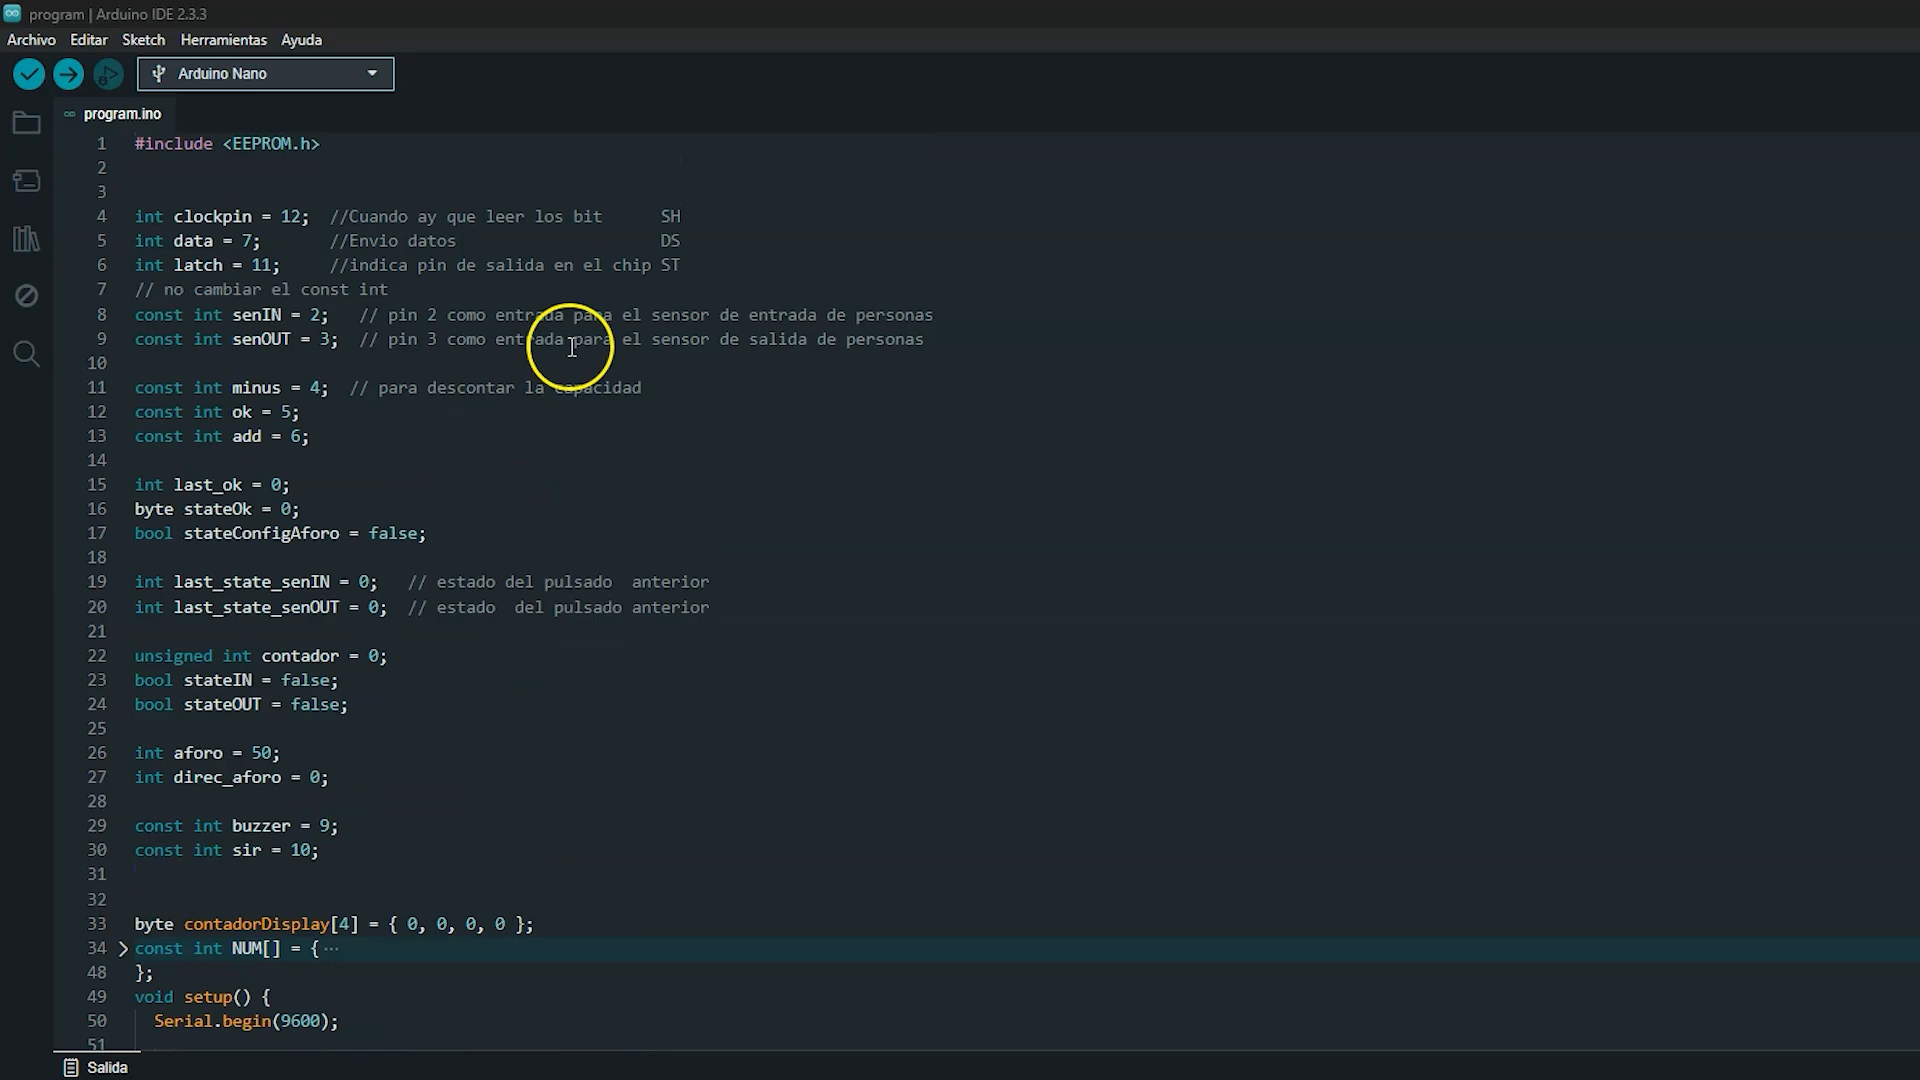 program | Arduino IDE 2.3.3
Archivo Editar Sketch Herramientas Ayuda
Arduino Nano
program.ino
1 #include <EEPROM.h>
2
3
4 int clockpin = 12;  //Cuando ay que leer los bit      SH
5 int data = 7;       //Envio datos                     DS
6 int latch = 11;     //indica pin de salida en el chip ST
7 // no cambiar el const int
8 const int senIN = 2;   // pin 2 como entrada para el sensor de entrada de personas
9 const int senOUT = 3;  // pin 3 como entrada para el sensor de salida de personas
10
11 const int minus = 4;  // para descontar la capacidad
12 const int ok = 5;
13 const int add = 6;
14
15 int last_ok = 0;
16 byte stateOk = 0;
17 bool stateConfigAforo = false;
18
19 int last_state_senIN = 0;   // estado del pulsado  anterior
20 int last_state_senOUT = 0;  // estado  del pulsado anterior
21
22 unsigned int contador = 0;
23 bool stateIN = false;
24 bool stateOUT = false;
25
26 int aforo = 50;
27 int direc_aforo = 0;
28
29 const int buzzer = 9;
30 const int sir = 10;
31
32
33 byte contadorDisplay[4] = { 0, 0, 0, 0 };
34 const int NUM[] = { ...
48 };
49 void setup() {
50   Serial.begin(9600);
51
Salida